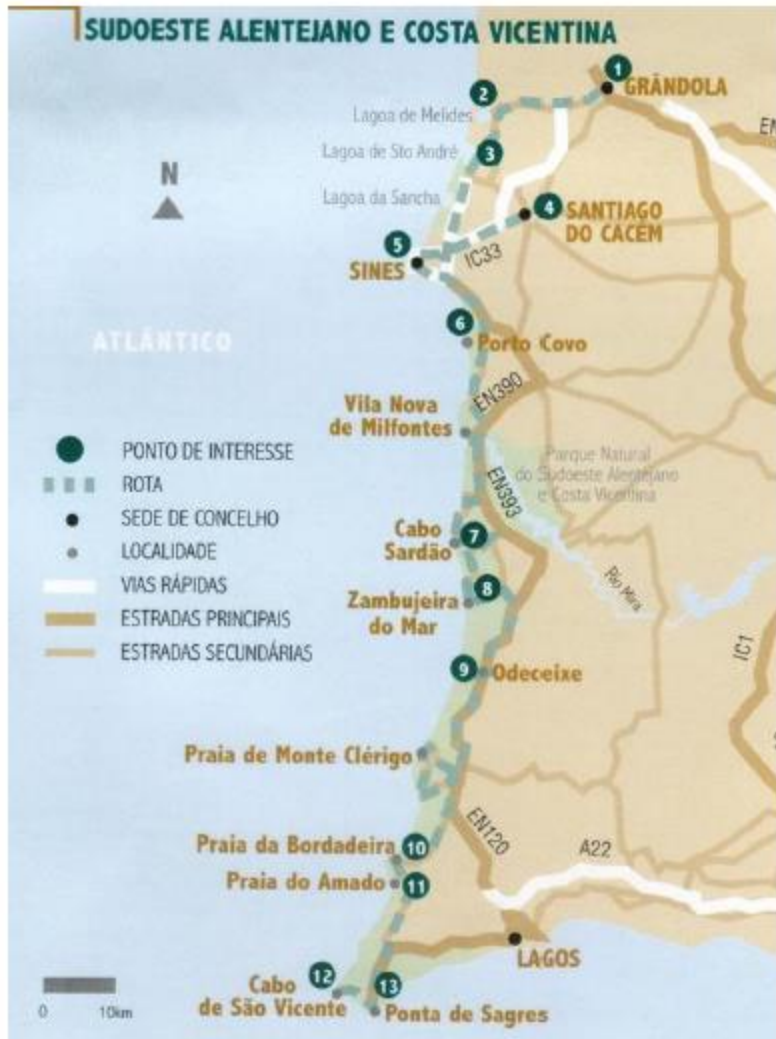 SUDOESTE ALENTEJANO E COSTA VICENTINA
1
GRÂNDOLA
2
Lagoa de Melides
EN
Lagoa de Sto André
3
N
Lagoa da Sancha
4
SANTIAGO
DO CACÉM
5
SINES
IC33
6
ATLÂNTICO
Porto Covo
EN390
Vila Nova
de Milfontes
PONTO DE INTERESSE
ROTA
SEDE DE CONCELHO
LOCALIDADE
VIAS RÁPIDAS
ESTRADAS PRINCIPAIS
ESTRADAS SECUNDÁRIAS
Parque Natural
do Sudoeste Alentejano
e Costa Vicentina
EN393
Cabo
Sardão
7
8
Zambujeira
do Mar
Rio Mira
IC1
9
Odeceixe
Praia de Monte Clérigo
EN120
A22
Praia da Bordadeira
10
Praia do Amado
11
LAGOS
12
Cabo
de São Vicente
13
Ponta de Sagres
0 10km